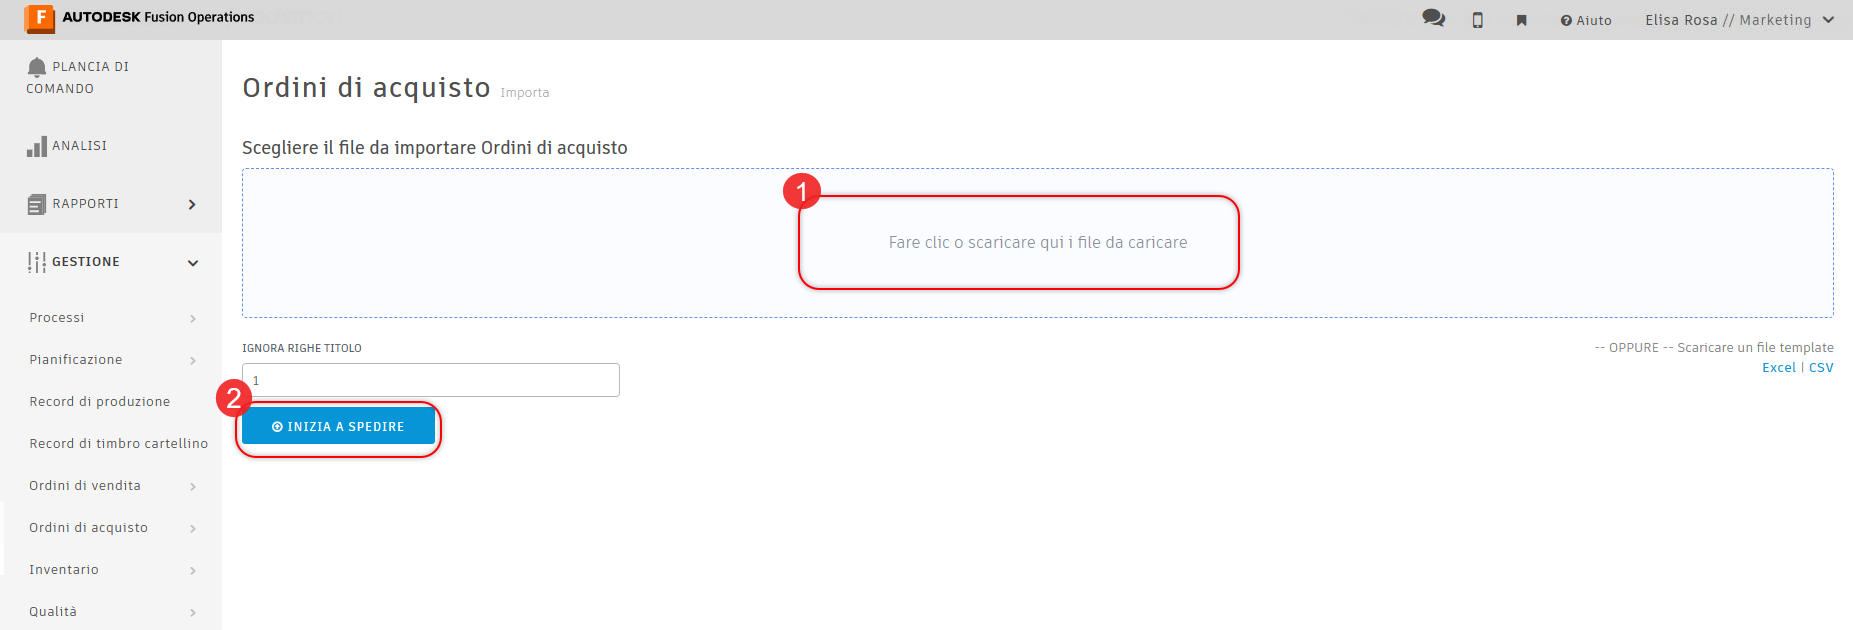 F AUTODESK Fusion Operations
Aiuto
Elisa Rosa // Marketing
PLANCIA DI
COMANDO
ANALISI
RAPPORTI
GESTIONE
Processi
Pianificazione
Record di produzione
Record di timbro cartellino
Ordini di vendita
Ordini di acquisto
Inventario
Qualità
Ordini di acquisto Importa
Scegliere il file da importare Ordini di acquisto
1
Fare clic o scaricare qui i file da caricare
IGNORA RIGHE TITOLO
1
-- OPPURE -- Scaricare un file template
Excel | CSV
2
INIZIA A SPEDIRE